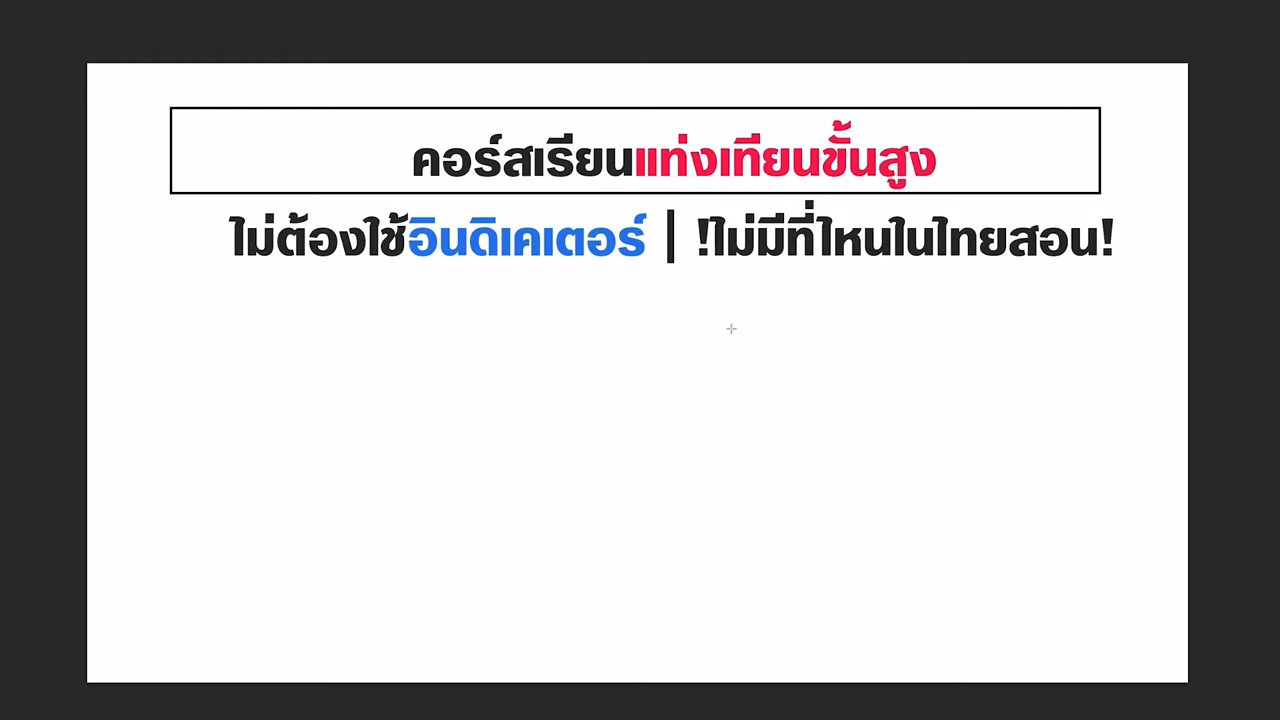 คอร์สเรียนแท่งเทียนขั้นสูง
ไม่ต้องใช้อินดิเคเตอร์ | !ไม่มีที่ไหนในไทยสอน!